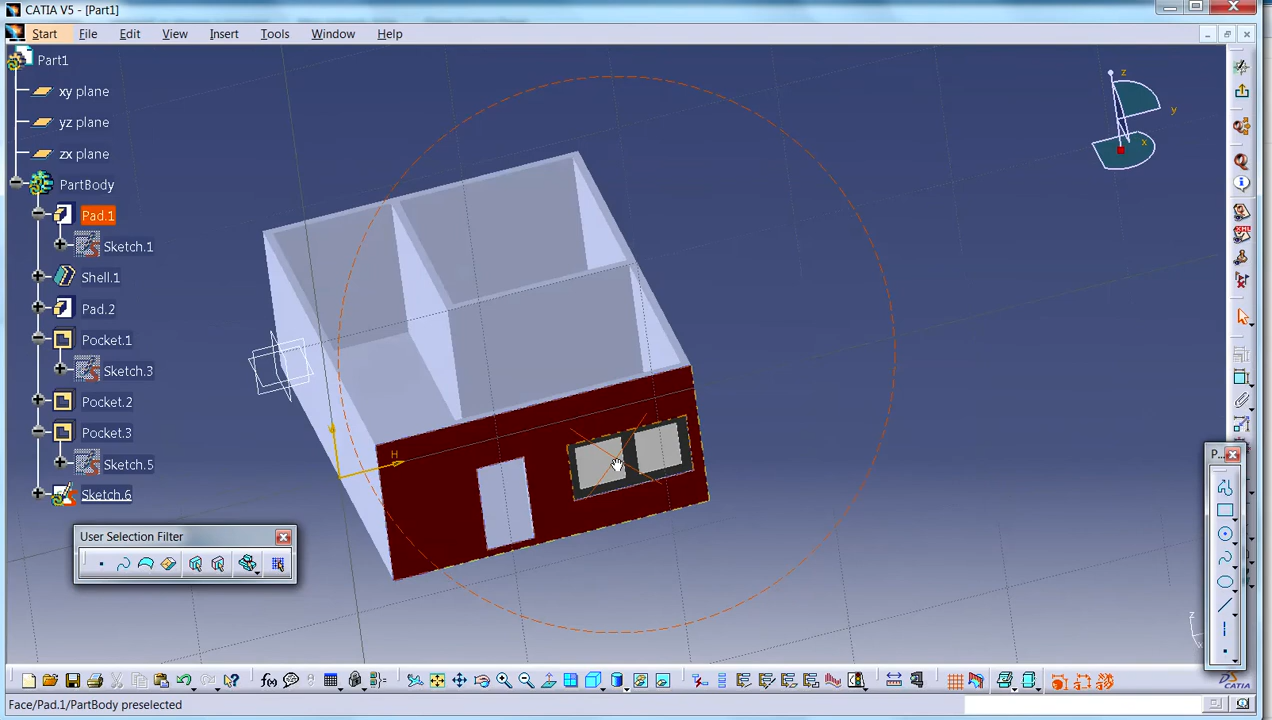 CATIA V5 - [Part1]
Start File Edit View Insert Tools Window Help
Part1
xy plane
yz plane
zx plane
PartBody
Pad.1
Sketch.1
Shell.1
Pad.2
Pocket.1
Sketch.3
Pocket.2
Pocket.3
Sketch.5
Sketch.6
User Selection Filter
H
z
y
x
P...
z
f(x)
XML
CATIA
Face/Pad.1/PartBody preselected